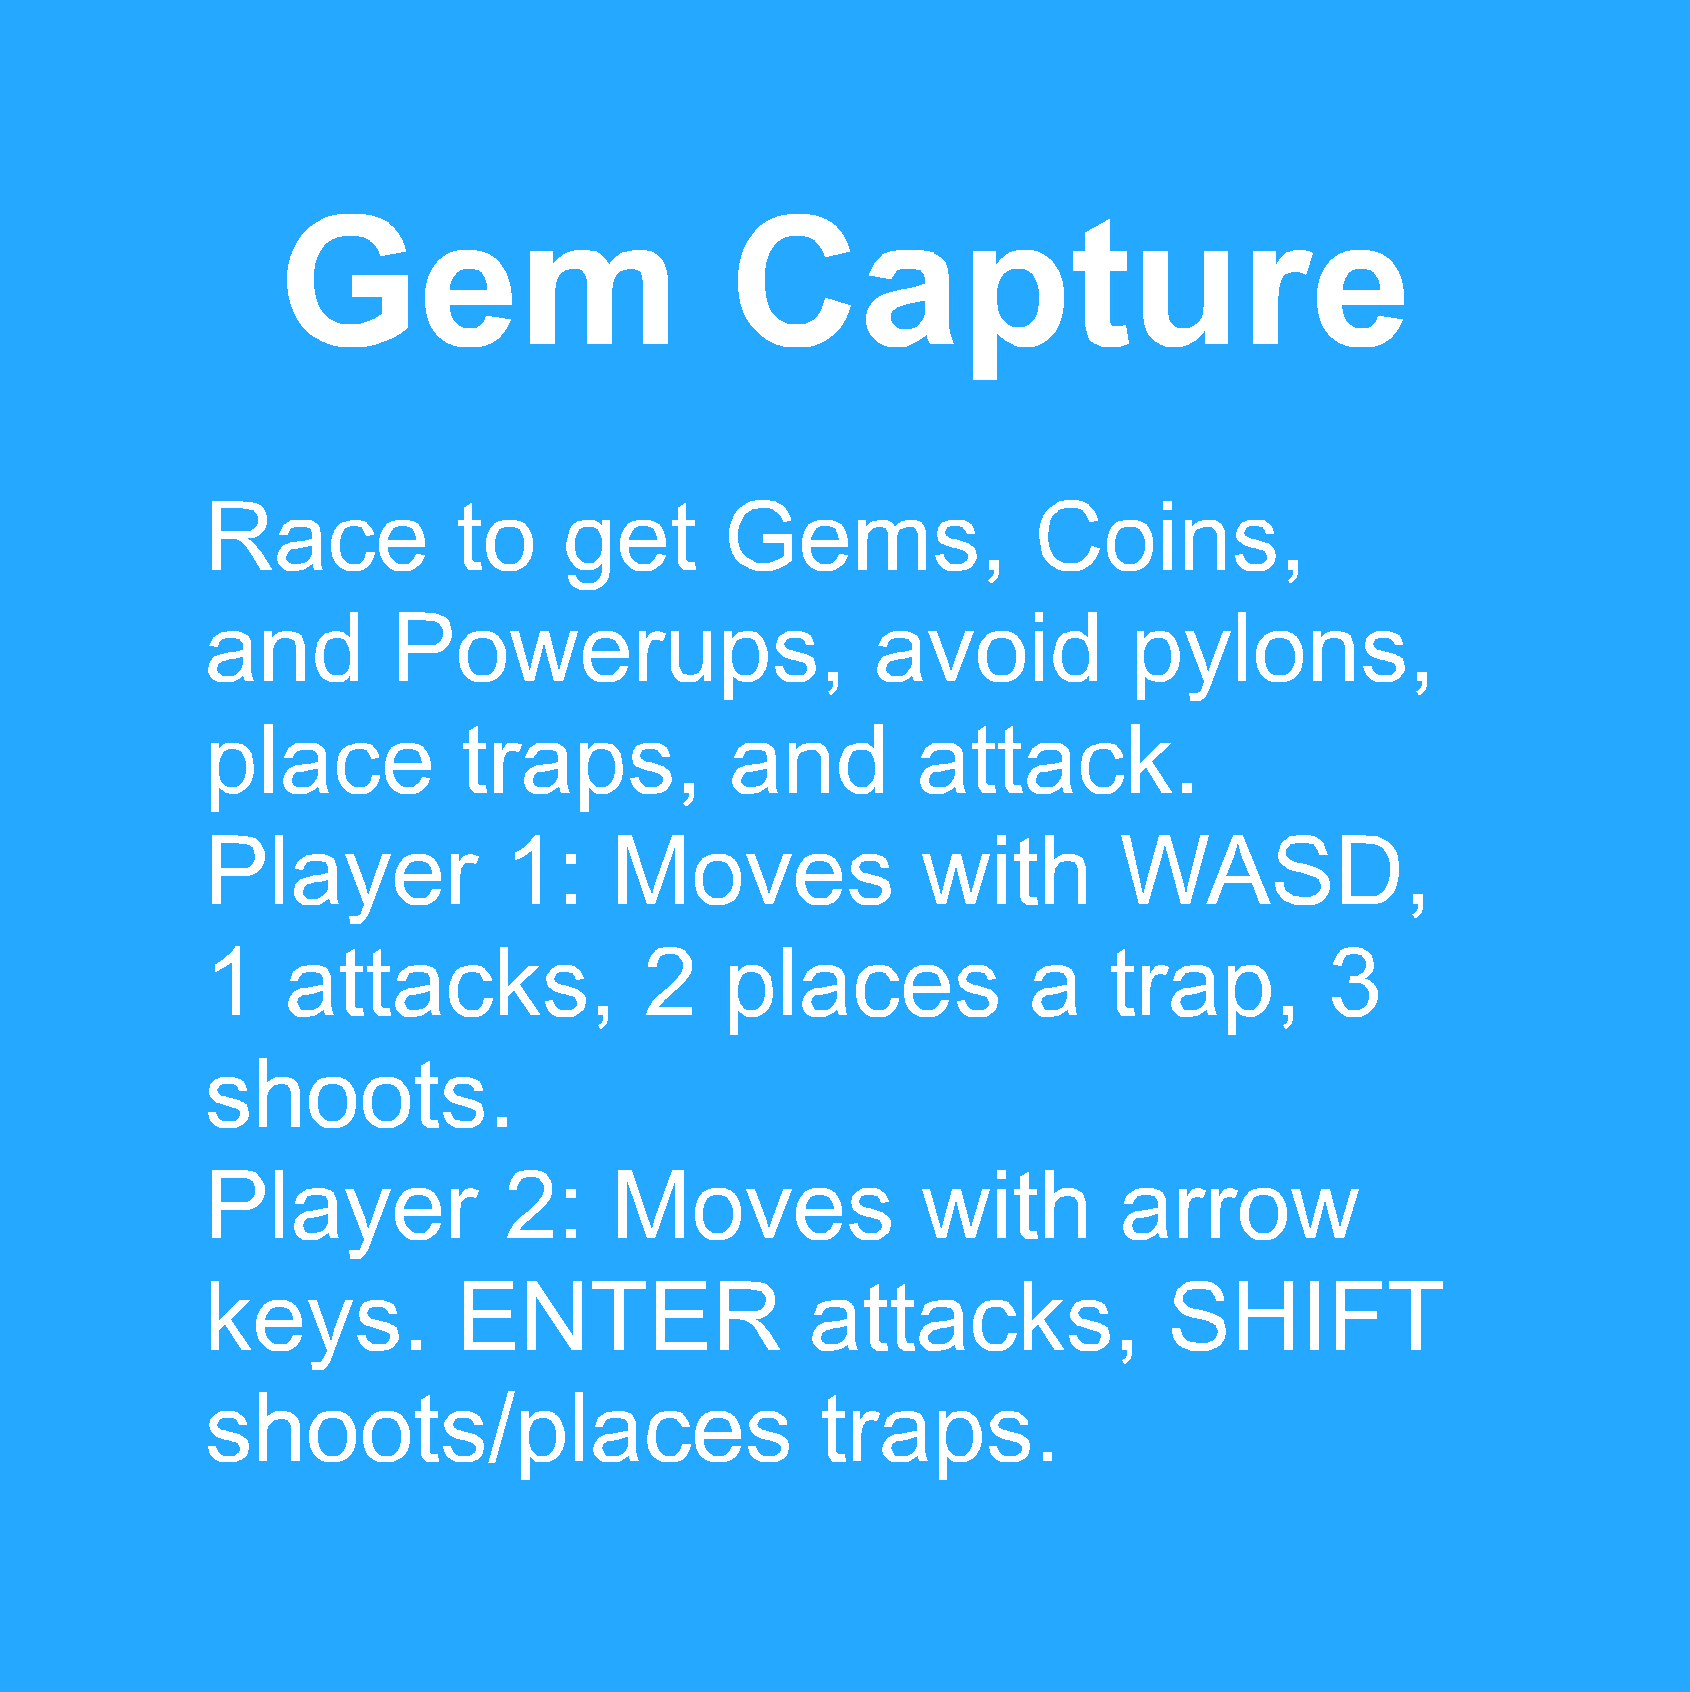 Gem Capture
Race to get Gems, Coins,
and Powerups, avoid pylons,
place traps, and attack.
Player 1: Moves with WASD,
1 attacks, 2 places a trap, 3
shoots.
Player 2: Moves with arrow
keys. ENTER attacks, SHIFT
shoots/places traps.